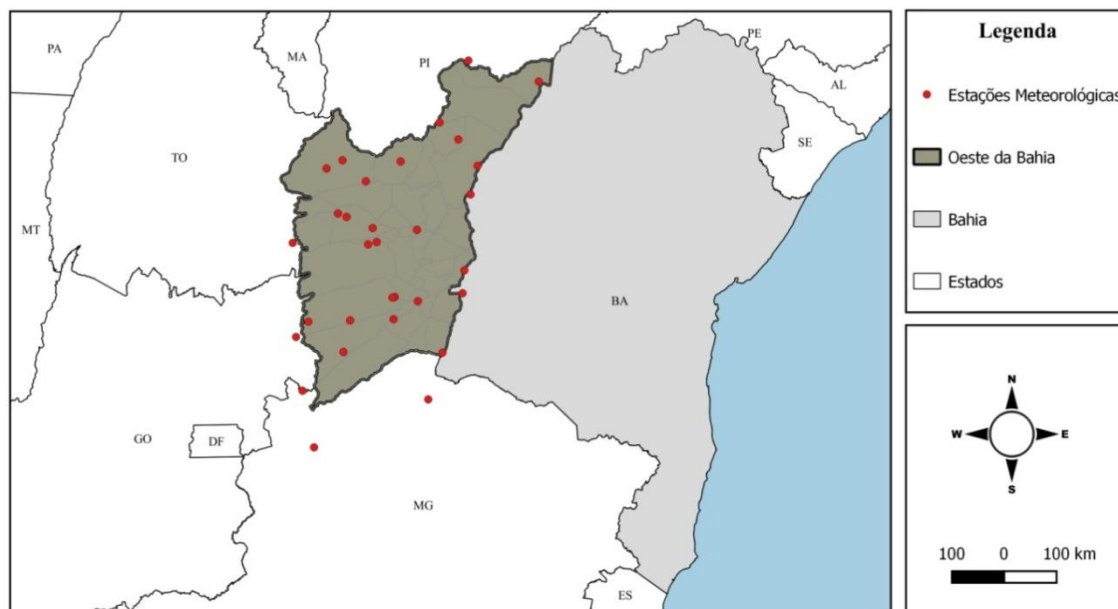 PA
MA
PI
PE
AL
SE
TO
MT
BA
GO
DF
MG
ES
Legenda
Estações Meteorológicas
Oeste da Bahia
Bahia
Estados
N
W E
S
100 0 100 km